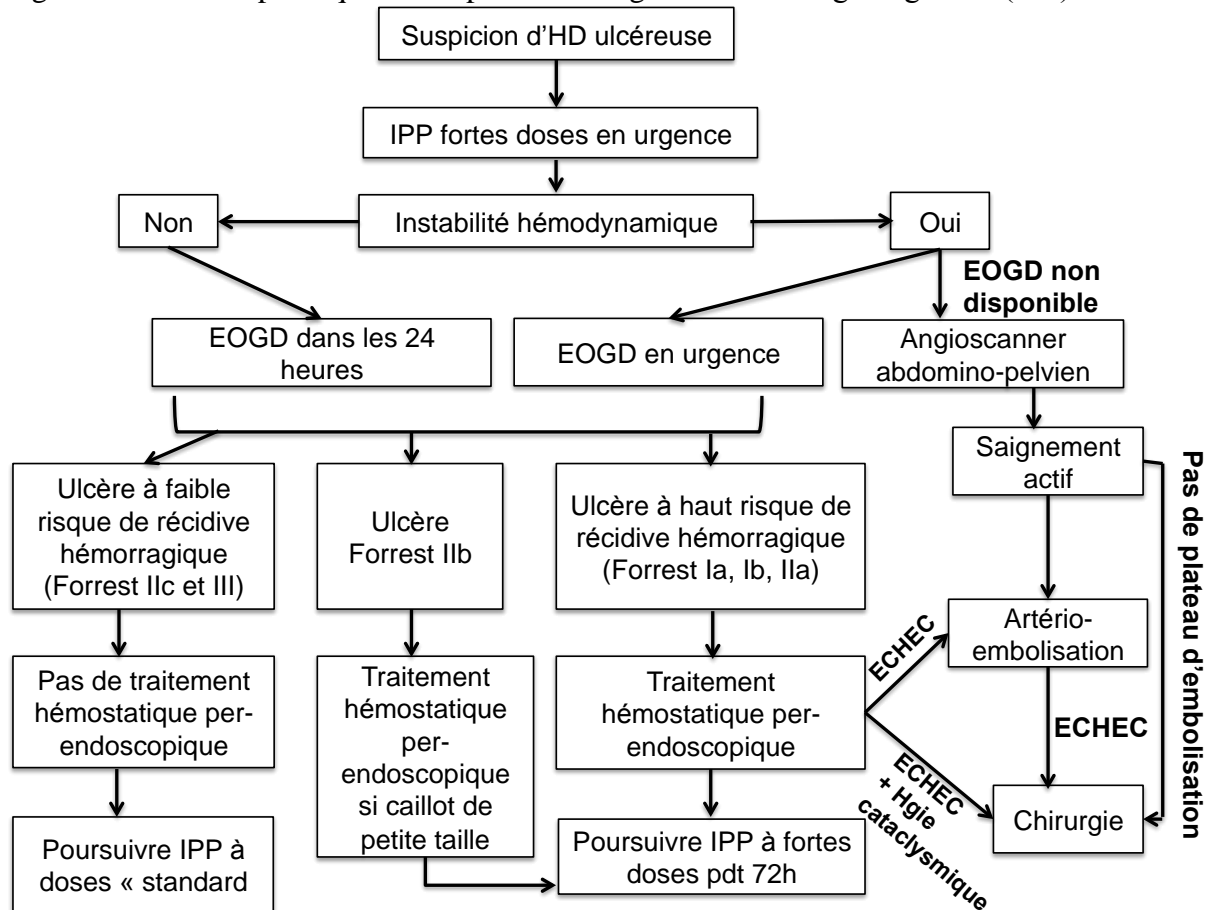 Suspicion d'HD ulcéreuse
IPP fortes doses en urgence
Non
Instabilité hémodynamique
Oui
EOGD non
disponible
EOGD dans les 24
heures
EOGD en urgence
Angioscanner
abdomino-pelvien
Saignement
actif
Pas de plateau d'embolisation
Ulcère à faible
risque de récidive
hémorragique
(Forrest IIc et III)
Ulcère
Forrest IIb
Ulcère à haut risque de
récidive hémorragique
(Forrest Ia, Ib, IIa)
ECHEC
Artério-
embolisation
Pas de traitement
hémostatique per-
endoscopique
Traitement
hémostatique
per-
endoscopique
si caillot de
petite taille
Traitement
hémostatique per-
endoscopique
ECHEC
ECHEC
+ Hgie
cataclysmique
Chirurgie
Poursuivre IPP à
doses « standard
Poursuivre IPP à fortes
doses pdt 72h